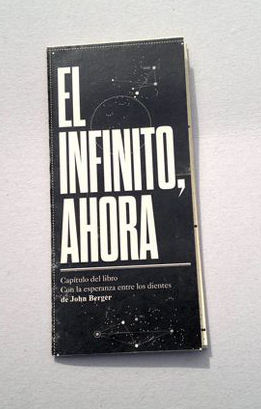 EL
INFINITO,
AHORA
Capítulo del libro
Con la esperanza entre los dientes
de John Berger